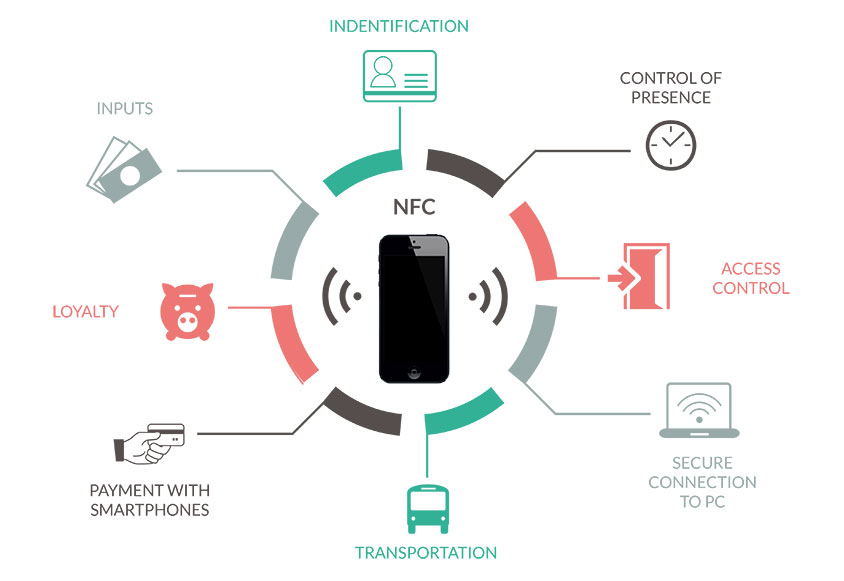 INDENTIFICATION
CONTROL OF
PRESENCE
INPUTS
NFC
ACCESS
CONTROL
LOYALTY
SECURE
CONNECTION
TO PC
PAYMENT WITH
SMARTPHONES
TRANSPORTATION